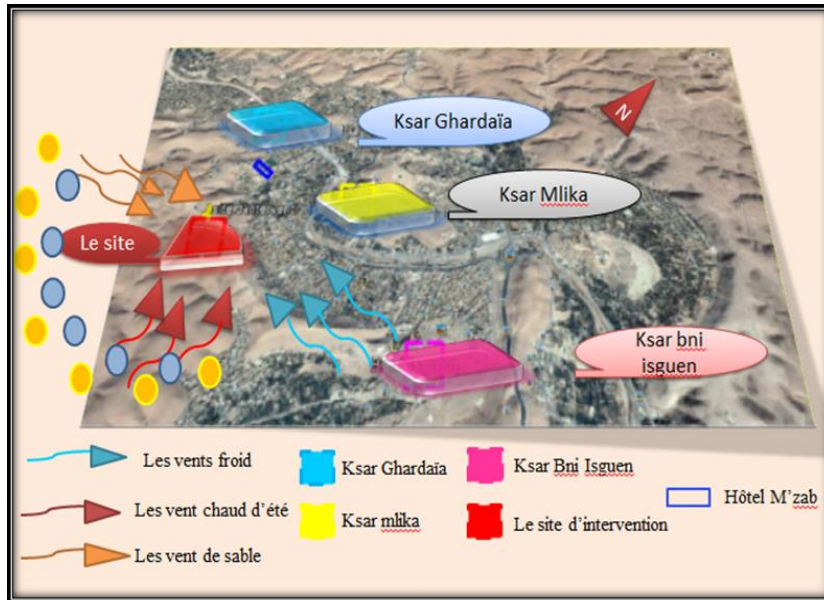 Ksar Ghardaïa
N
Ksar Mlika
Le site
Ksar bni
isguen
Les vents froid
Ksar Ghardaïa
Ksar Bni Isguen
Hôtel M'zab
Les vent chaud d'été
Ksar mlika
Le site d'intervention
Les vent de sable